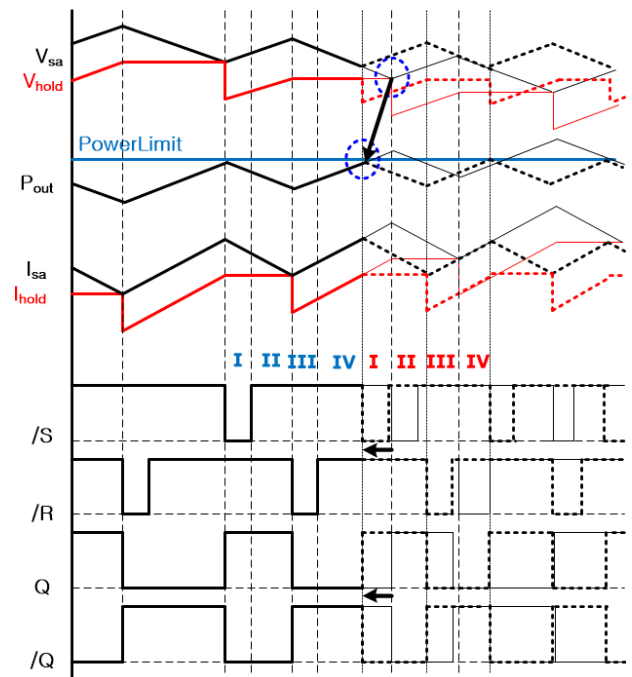 Vsa
Vhold
PowerLimit
Pout
Isa
Ihold
I II III IV I II III IV
/S
/R
Q
/Q